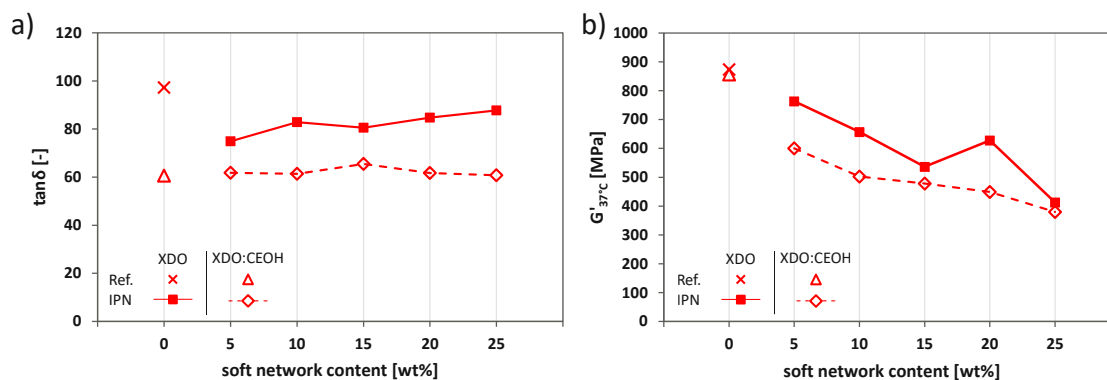 a)
120
100
80
60
40
20
0
tanδ [-]
XDO
XDO:CEOH
Ref.
IPN
0 5 10 15 20 25
soft network content [wt%]
b)
1000
900
800
700
600
500
400
300
200
100
0
G'37°C [MPa]
XDO
XDO:CEOH
Ref.
IPN
0 5 10 15 20 25
soft network content [wt%]